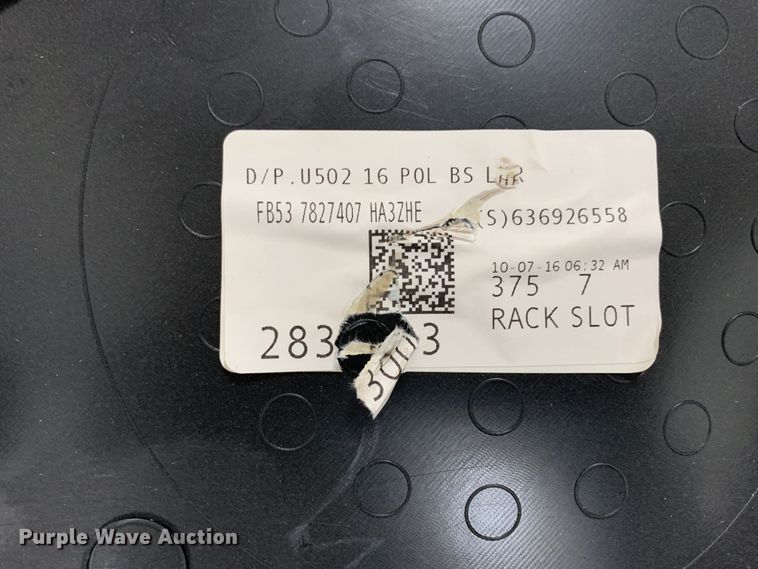 D/P.U502 16 POL BS LHR
FB53 7827407 HA3ZHE (S)636926558
10-07-16 06:32 AM
375 7
RACK SLOT
Purple Wave Auction